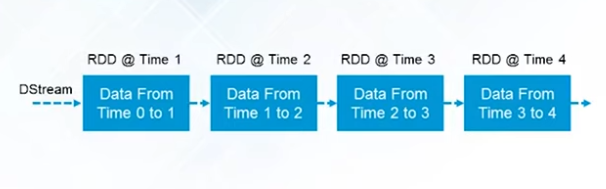 RDD @ Time 1 RDD @ Time 2 RDD @ Time 3 RDD @ Time 4
DStream
Data From
Time 0 to 1
Data From
Time 1 to 2
Data From
Time 2 to 3
Data From
Time 3 to 4